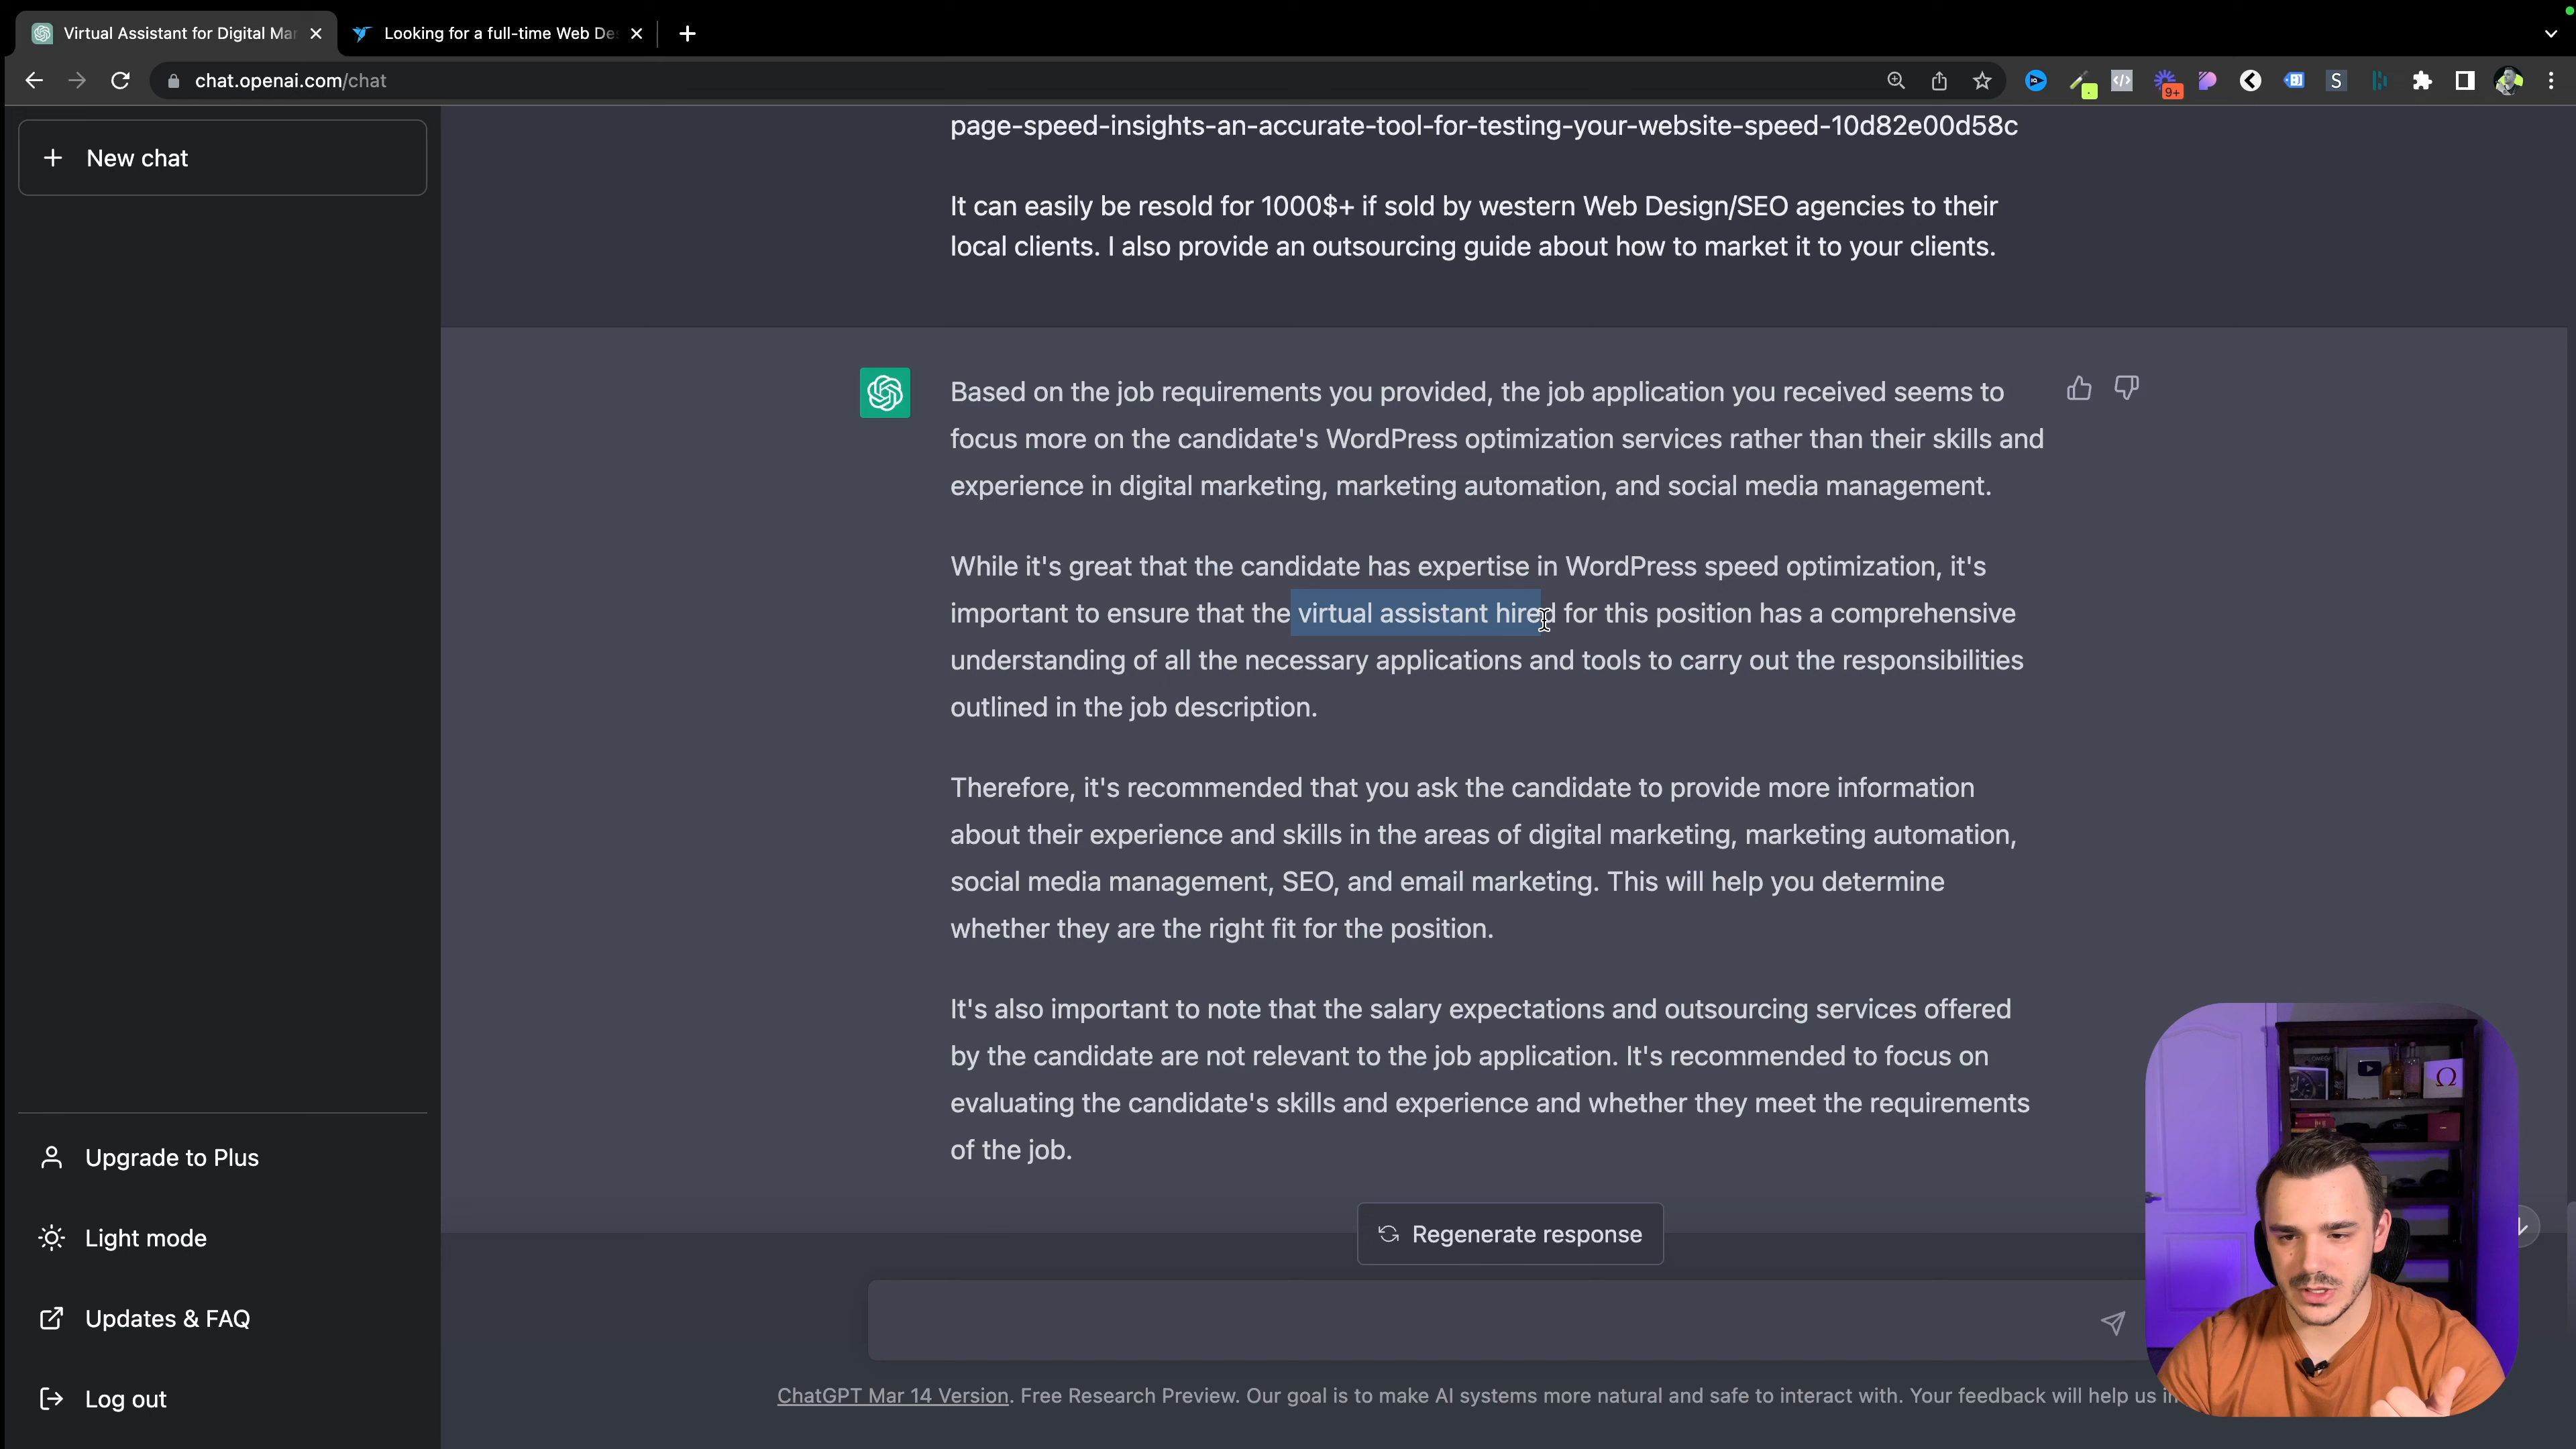 Virtual Assistant for Digital Mar
Looking for a full-time Web Des
chat.openai.com/chat
9+
S
New chat
page-speed-insights-an-accurate-tool-for-testing-your-website-speed-10d82e00d58c
It can easily be resold for 1000$+ if sold by western Web Design/SEO agencies to their
local clients. I also provide an outsourcing guide about how to market it to your clients.
Based on the job requirements you provided, the job application you received seems to
focus more on the candidate's WordPress optimization services rather than their skills and
experience in digital marketing, marketing automation, and social media management.
While it's great that the candidate has expertise in WordPress speed optimization, it's
important to ensure that the virtual assistant hired for this position has a comprehensive
understanding of all the necessary applications and tools to carry out the responsibilities
outlined in the job description.
Therefore, it's recommended that you ask the candidate to provide more information
about their experience and skills in the areas of digital marketing, marketing automation,
social media management, SEO, and email marketing. This will help you determine
whether they are the right fit for the position.
It's also important to note that the salary expectations and outsourcing services offered
by the candidate are not relevant to the job application. It's recommended to focus on
evaluating the candidate's skills and experience and whether they meet the requirements
of the job.
Regenerate response
Upgrade to Plus
Light mode
Updates & FAQ
Log out
ChatGPT Mar 14 Version. Free Research Preview. Our goal is to make AI systems more natural and safe to interact with. Your feedback will help us